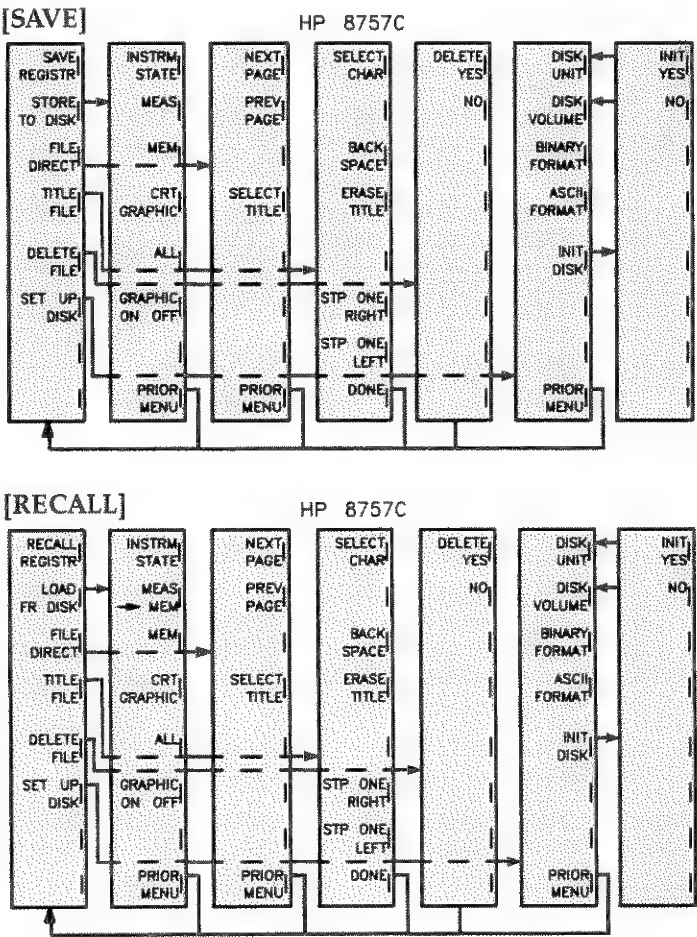 [SAVE]
HP 8757C
SAVE
REGISTR
STORE
TO DISK
FILE
DIRECT
TITLE
FILE
DELETE
FILE
SET UP
DISK
INSTRM
STATE
MEAS
MEM
CRT
GRAPHIC
ALL
GRAPHIC
ON OFF
PRIOR
MENU
NEXT
PAGE
PREV
PAGE
SELECT
TITLE
PRIOR
MENU
SELECT
CHAR
BACK
SPACE
ERASE
TITLE
STP ONE
RIGHT
STP ONE
LEFT
DONE
DELETE
YES
NO
DISK
UNIT
DISK
VOLUME
BINARY
FORMAT
ASCII
FORMAT
INIT
DISK
PRIOR
MENU
INIT
YES
NO
[RECALL]
HP 8757C
RECALL
REGISTR
LOAD
FR DISK
FILE
DIRECT
TITLE
FILE
DELETE
FILE
SET UP
DISK
INSTRM
STATE
MEAS
→ MEM
MEM
CRT
GRAPHIC
ALL
GRAPHIC
ON OFF
PRIOR
MENU
NEXT
PAGE
PREV
PAGE
SELECT
TITLE
PRIOR
MENU
SELECT
CHAR
BACK
SPACE
ERASE
TITLE
STP ONE
RIGHT
STP ONE
LEFT
DONE
DELETE
YES
NO
DISK
UNIT
DISK
VOLUME
BINARY
FORMAT
ASCII
FORMAT
INIT
DISK
PRIOR
MENU
INIT
YES
NO